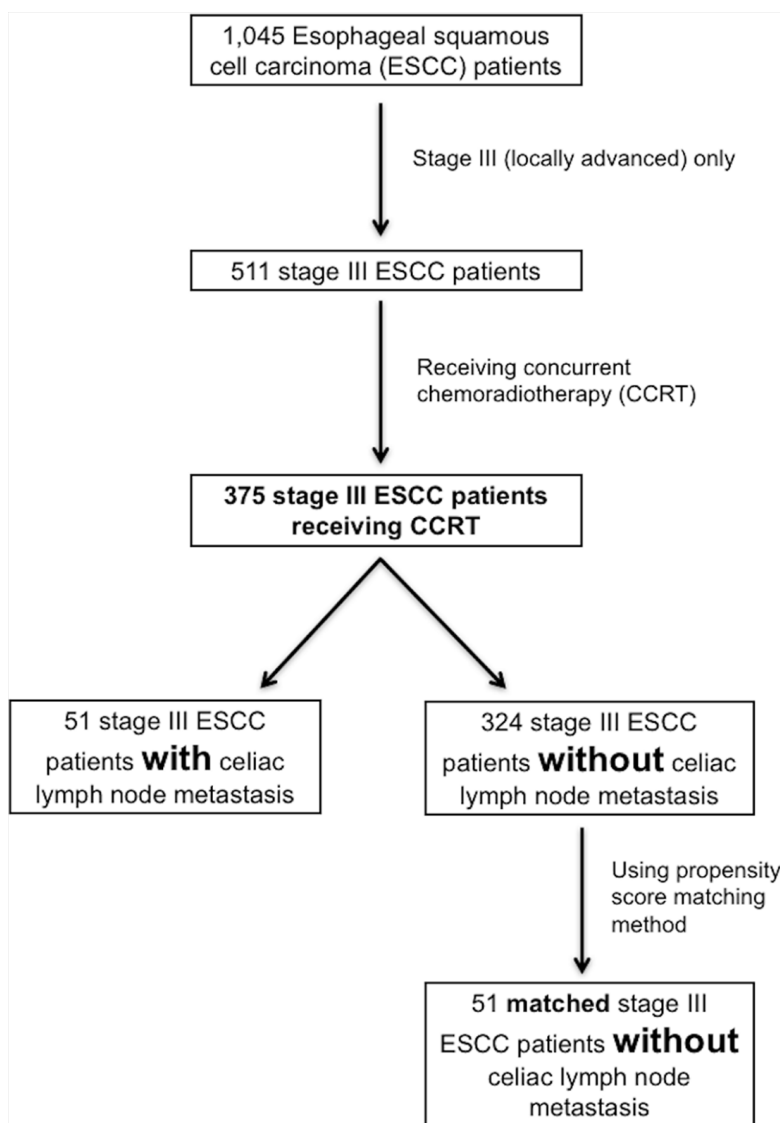 1,045 Esophageal squamous
cell carcinoma (ESCC) patients
Stage III (locally advanced) only
511 stage III ESCC patients
Receiving concurrent
chemoradiotherapy (CCRT)
375 stage III ESCC patients
receiving CCRT
51 stage III ESCC
patients with celiac
lymph node metastasis
324 stage III ESCC
patients without celiac
lymph node metastasis
Using propensity
score matching
method
51 matched stage III
ESCC patients without
celiac lymph node
metastasis